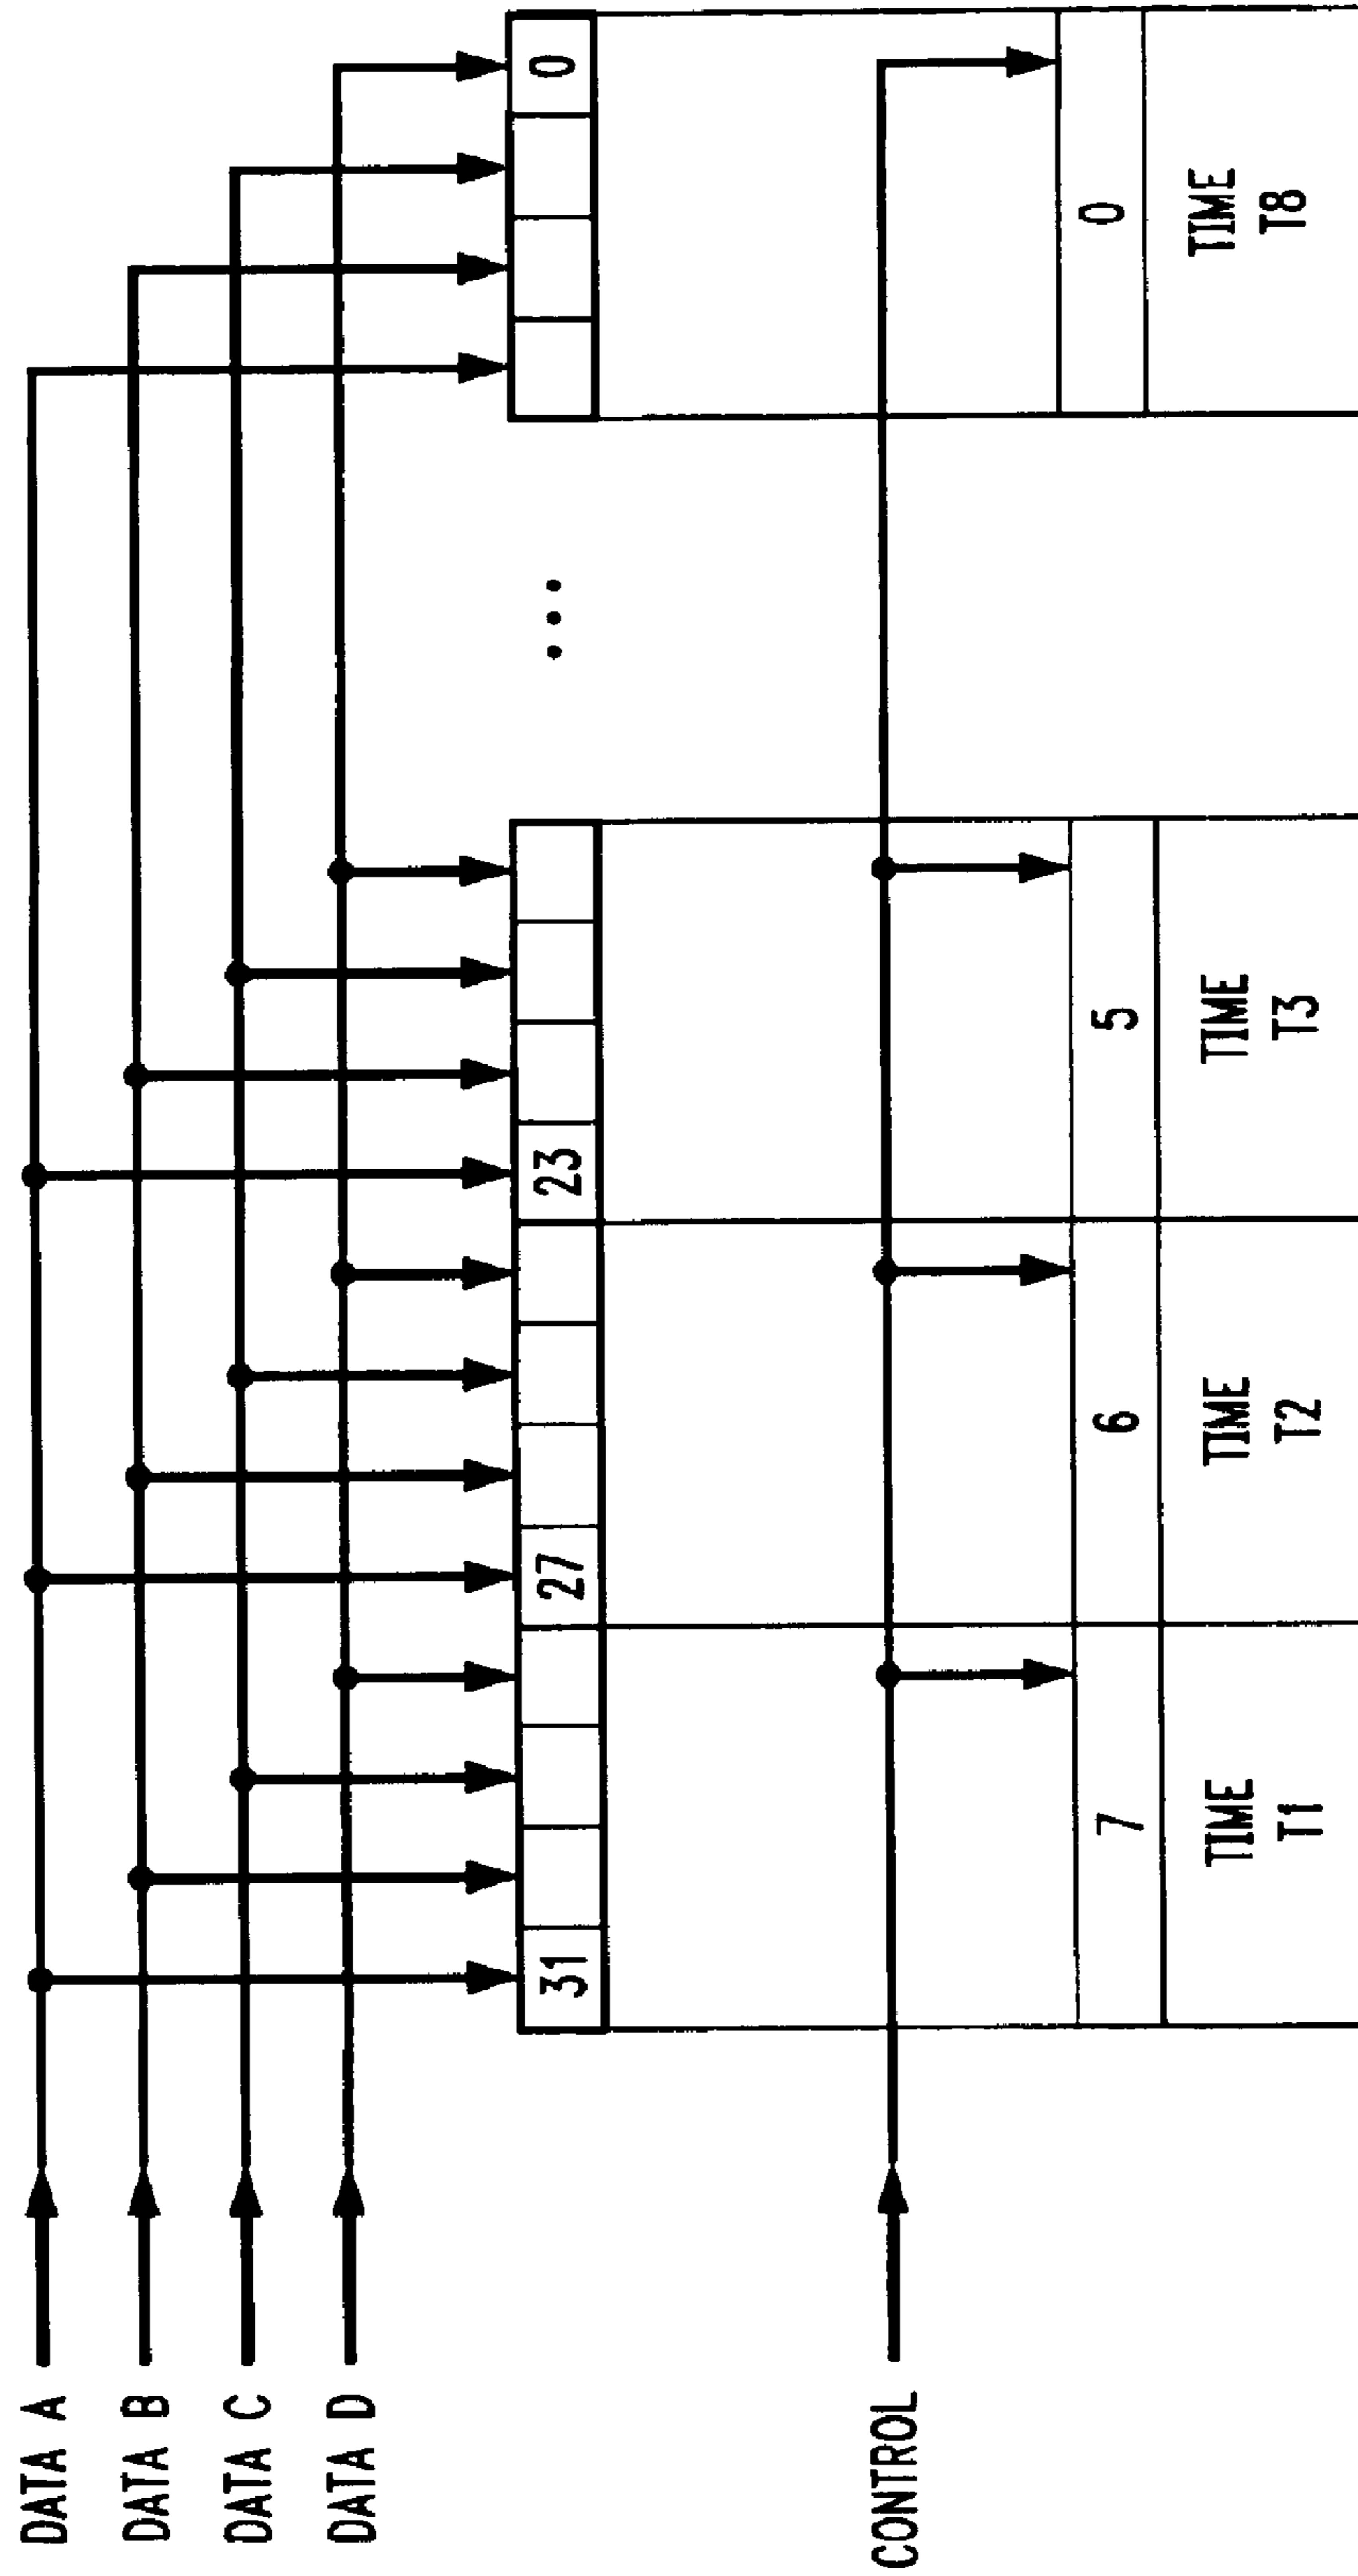 DATA A
DATA B
DATA C
DATA D
31
27
23
0
CONTROL
7
6
5
0
TIME
T1
TIME
T2
TIME
T3
TIME
T8